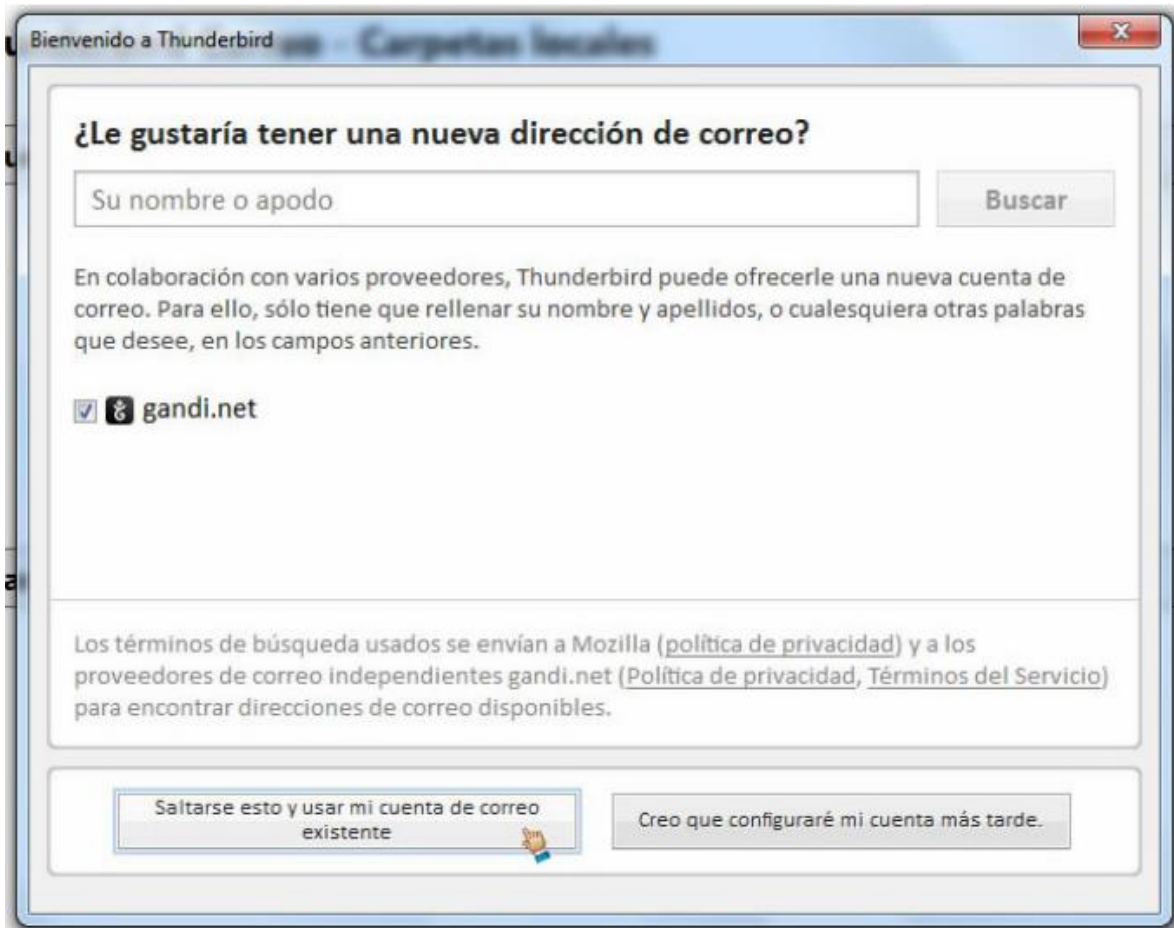 Bienvenido a Thunderbird
Carpetas locales
¿Le gustaría tener una nueva dirección de correo?
Su nombre o apodo
Buscar
En colaboración con varios proveedores, Thunderbird puede ofrecerle una nueva cuenta de
correo. Para ello, sólo tiene que rellenar su nombre y apellidos, o cualesquiera otras palabras
que desee, en los campos anteriores.
gandi.net
Los términos de búsqueda usados se envían a Mozilla (política de privacidad) y a los
proveedores de correo independientes gandi.net (Política de privacidad, Términos del Servicio)
para encontrar direcciones de correo disponibles.
Saltarse esto y usar mi cuenta de correo
existente
Creo que configuraré mi cuenta más tarde.